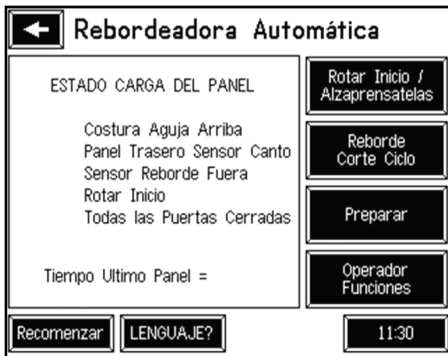 Rebordeadora Automática
ESTADO CARGA DEL PANEL
Costura Aguja Arriba
Panel Trasero Sensor Canto
Sensor Reborde Fuera
Rotar Inicio
Todas las Puertas Cerradas
Tiempo Ultimo Panel =
Rotar Inicio /
Alzaprensatelas
Reborde
Corte Ciclo
Preparar
Operador
Funciones
Recomenzar
LENGUAJE?
11:30